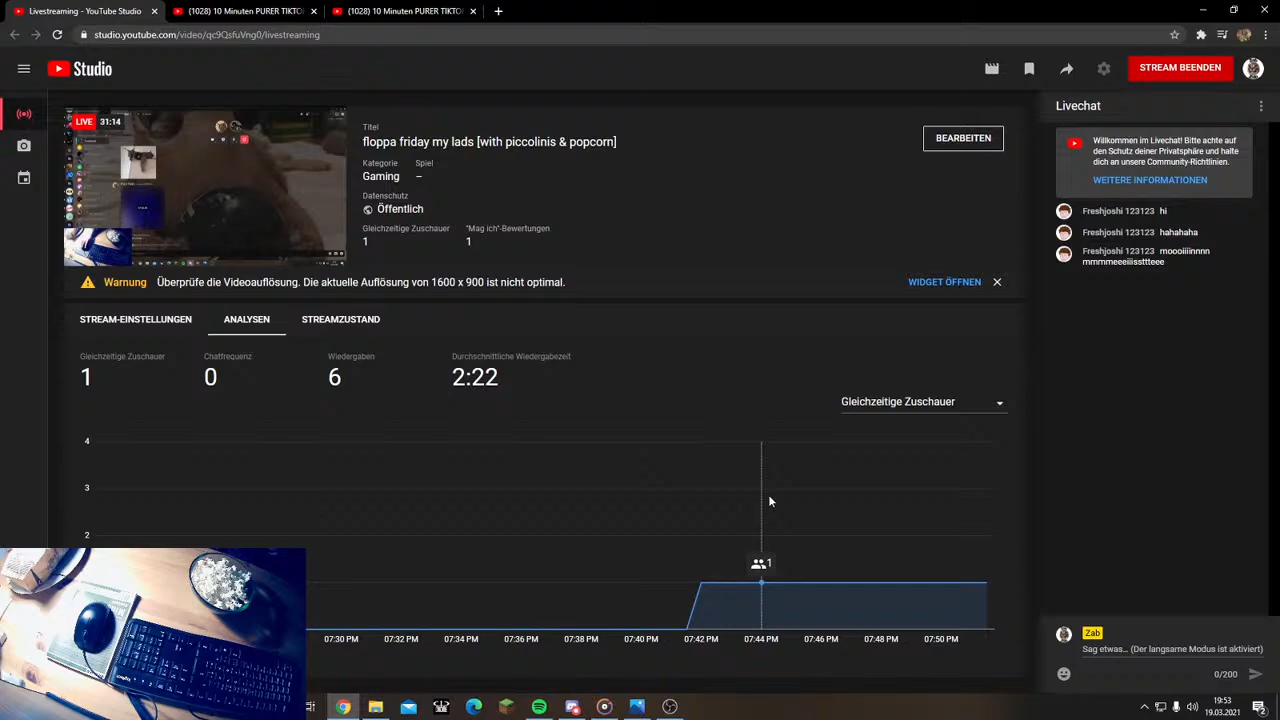 Livestreaming - YouTube Studio
(1028) 10 Minuten PURER TIKTO
(1028) 10 Minuten PURER TIKTO
studio.youtube.com/video/qc9QsfuVng0/livestreaming
Studio
STREAM BEENDEN
LIVE 31:14
Titel
floppa friday my lads [with piccolinis & popcorn]
BEARBEITEN
Kategorie Spiel
Gaming –
Datenschutz
Öffentlich
Gleichzeitige Zuschauer "Mag ich"-Bewertungen
1 1
Warnung Überprüfe die Videoauflösung. Die aktuelle Auflösung von 1600 x 900 ist nicht optimal.
WIDGET ÖFFNEN
STREAM-EINSTELLUNGEN ANALYSEN STREAMZUSTAND
Gleichzeitige Zuschauer Chatfrequenz Wiedergaben Durchschnittliche Wiedergabezeit
1 0 6 2:22
Gleichzeitige Zuschauer
4
3
2
1
07:30 PM 07:32 PM 07:34 PM 07:36 PM 07:38 PM 07:40 PM 07:42 PM 07:44 PM 07:46 PM 07:48 PM 07:50 PM
Livechat
Willkommen im Livechat! Bitte achte auf
den Schutz deiner Privatsphäre und halte
dich an unsere Community-Richtlinien.
WEITERE INFORMATIONEN
Freshjoshi 123123 hi
Freshjoshi 123123 hahahaha
Freshjoshi 123123 moooiiiinnnn
mmmmeeeiiisstteee
Zab
Sag etwas... (Der langsame Modus ist aktiviert)
0/200
19:53
19.03.2021